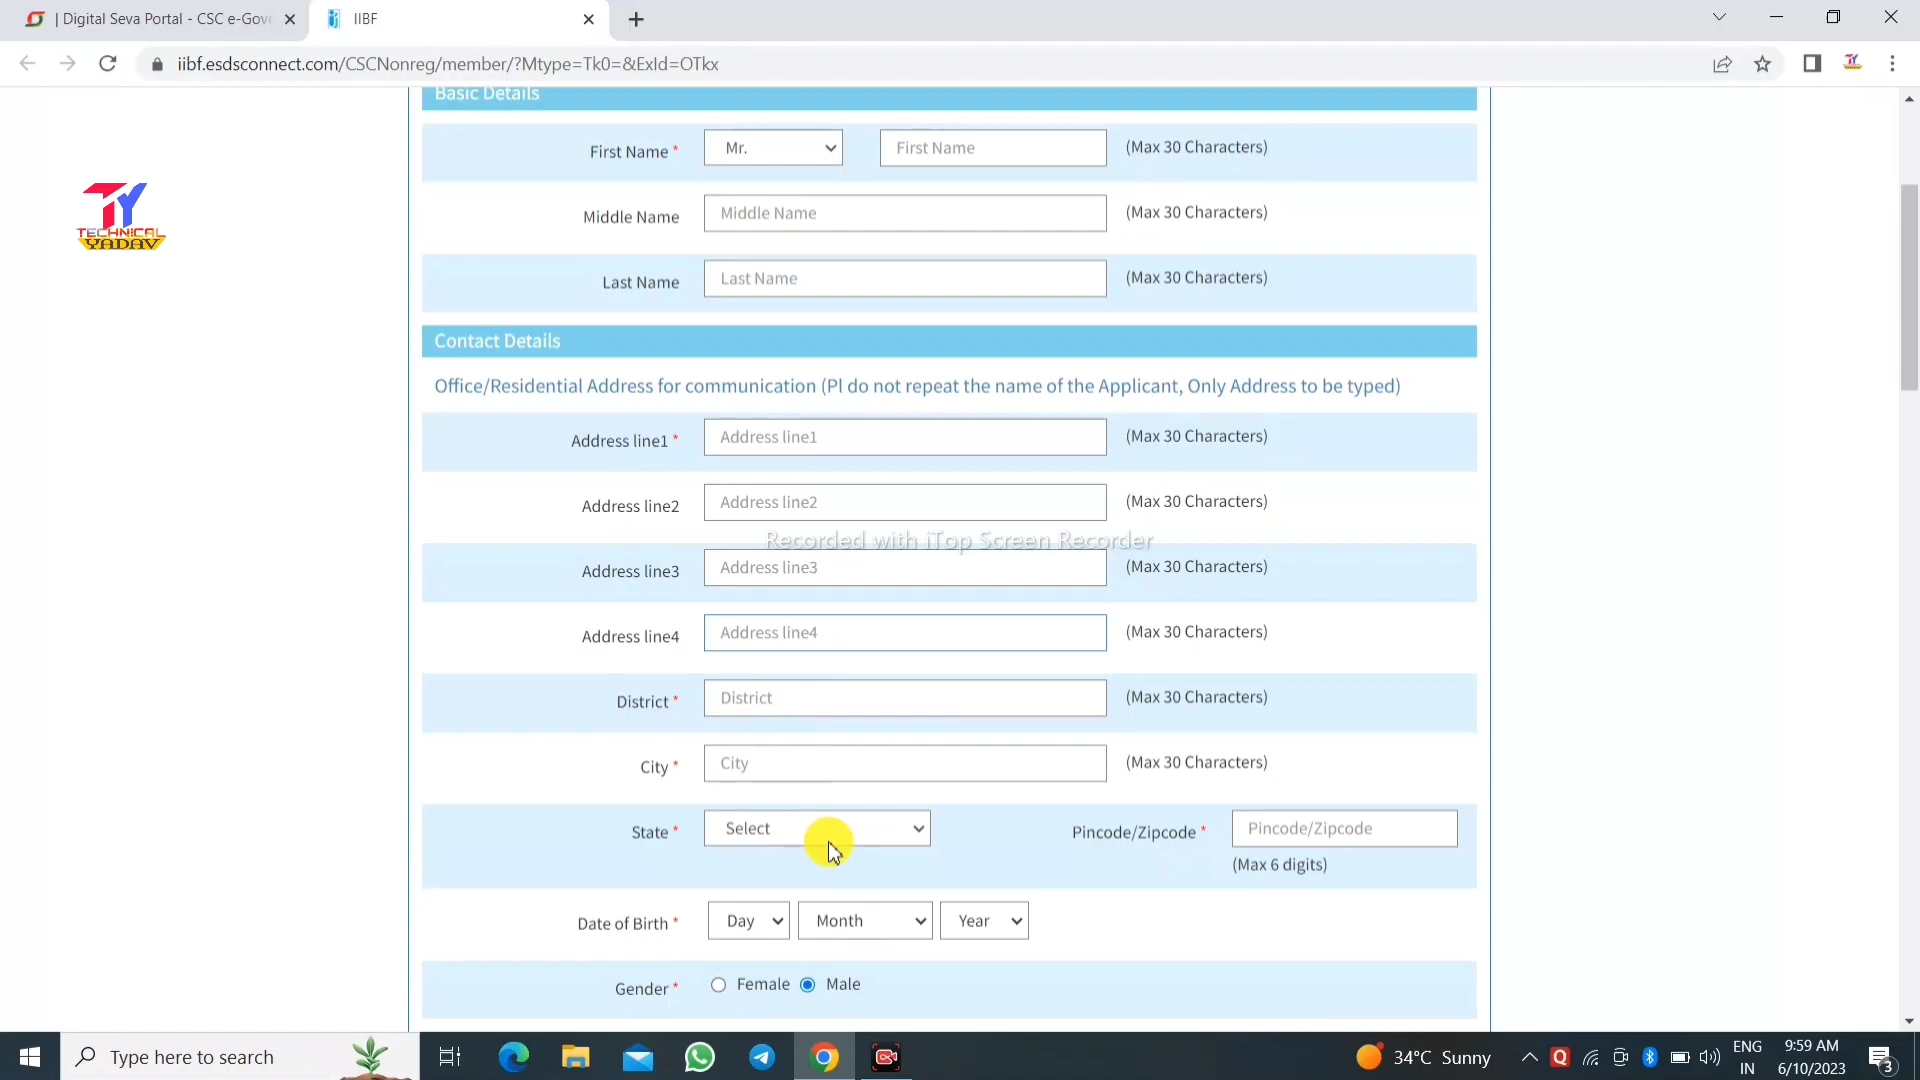 | Digital Seva Portal - CSC e-Gove
IIBF
iibf.esdsconnect.com/CSCNonreg/member/?Mtype=Tk0=&ExId=OTkx
Basic Details
First Name * Mr. First Name (Max 30 Characters)
TY
TECHNICAL
YADAV
Middle Name Middle Name (Max 30 Characters)
Last Name Last Name (Max 30 Characters)
Contact Details
Office/Residential Address for communication (Pl do not repeat the name of the Applicant, Only Address to be typed)
Address line1 * Address line1 (Max 30 Characters)
Address line2 Address line2 (Max 30 Characters)
Recorded with iTop Screen Recorder
Address line3 Address line3 (Max 30 Characters)
Address line4 Address line4 (Max 30 Characters)
District * District (Max 30 Characters)
City * City (Max 30 Characters)
State * Select Pincode/Zipcode * Pincode/Zipcode
(Max 6 digits)
Date of Birth * Day Month Year
Gender * Female Male
Type here to search 34°C Sunny Q ENG 9:59 AM
IN 6/10/2023 3